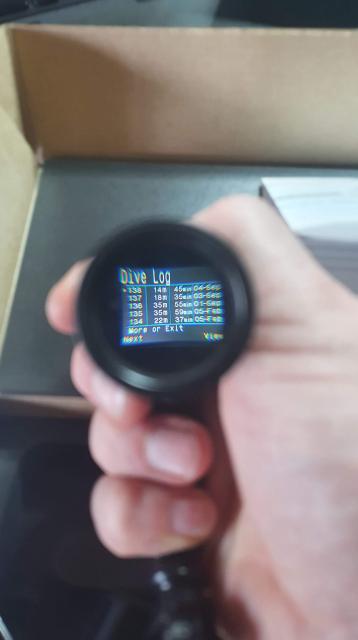 Dive Log
138 14m 45min 04-Sep
137 18m 35min 03-Sep
136 35m 55min 01-Sep
135 35m 59min 05-Feb
134 22m 37min 05-Feb
More or Exit
Next View